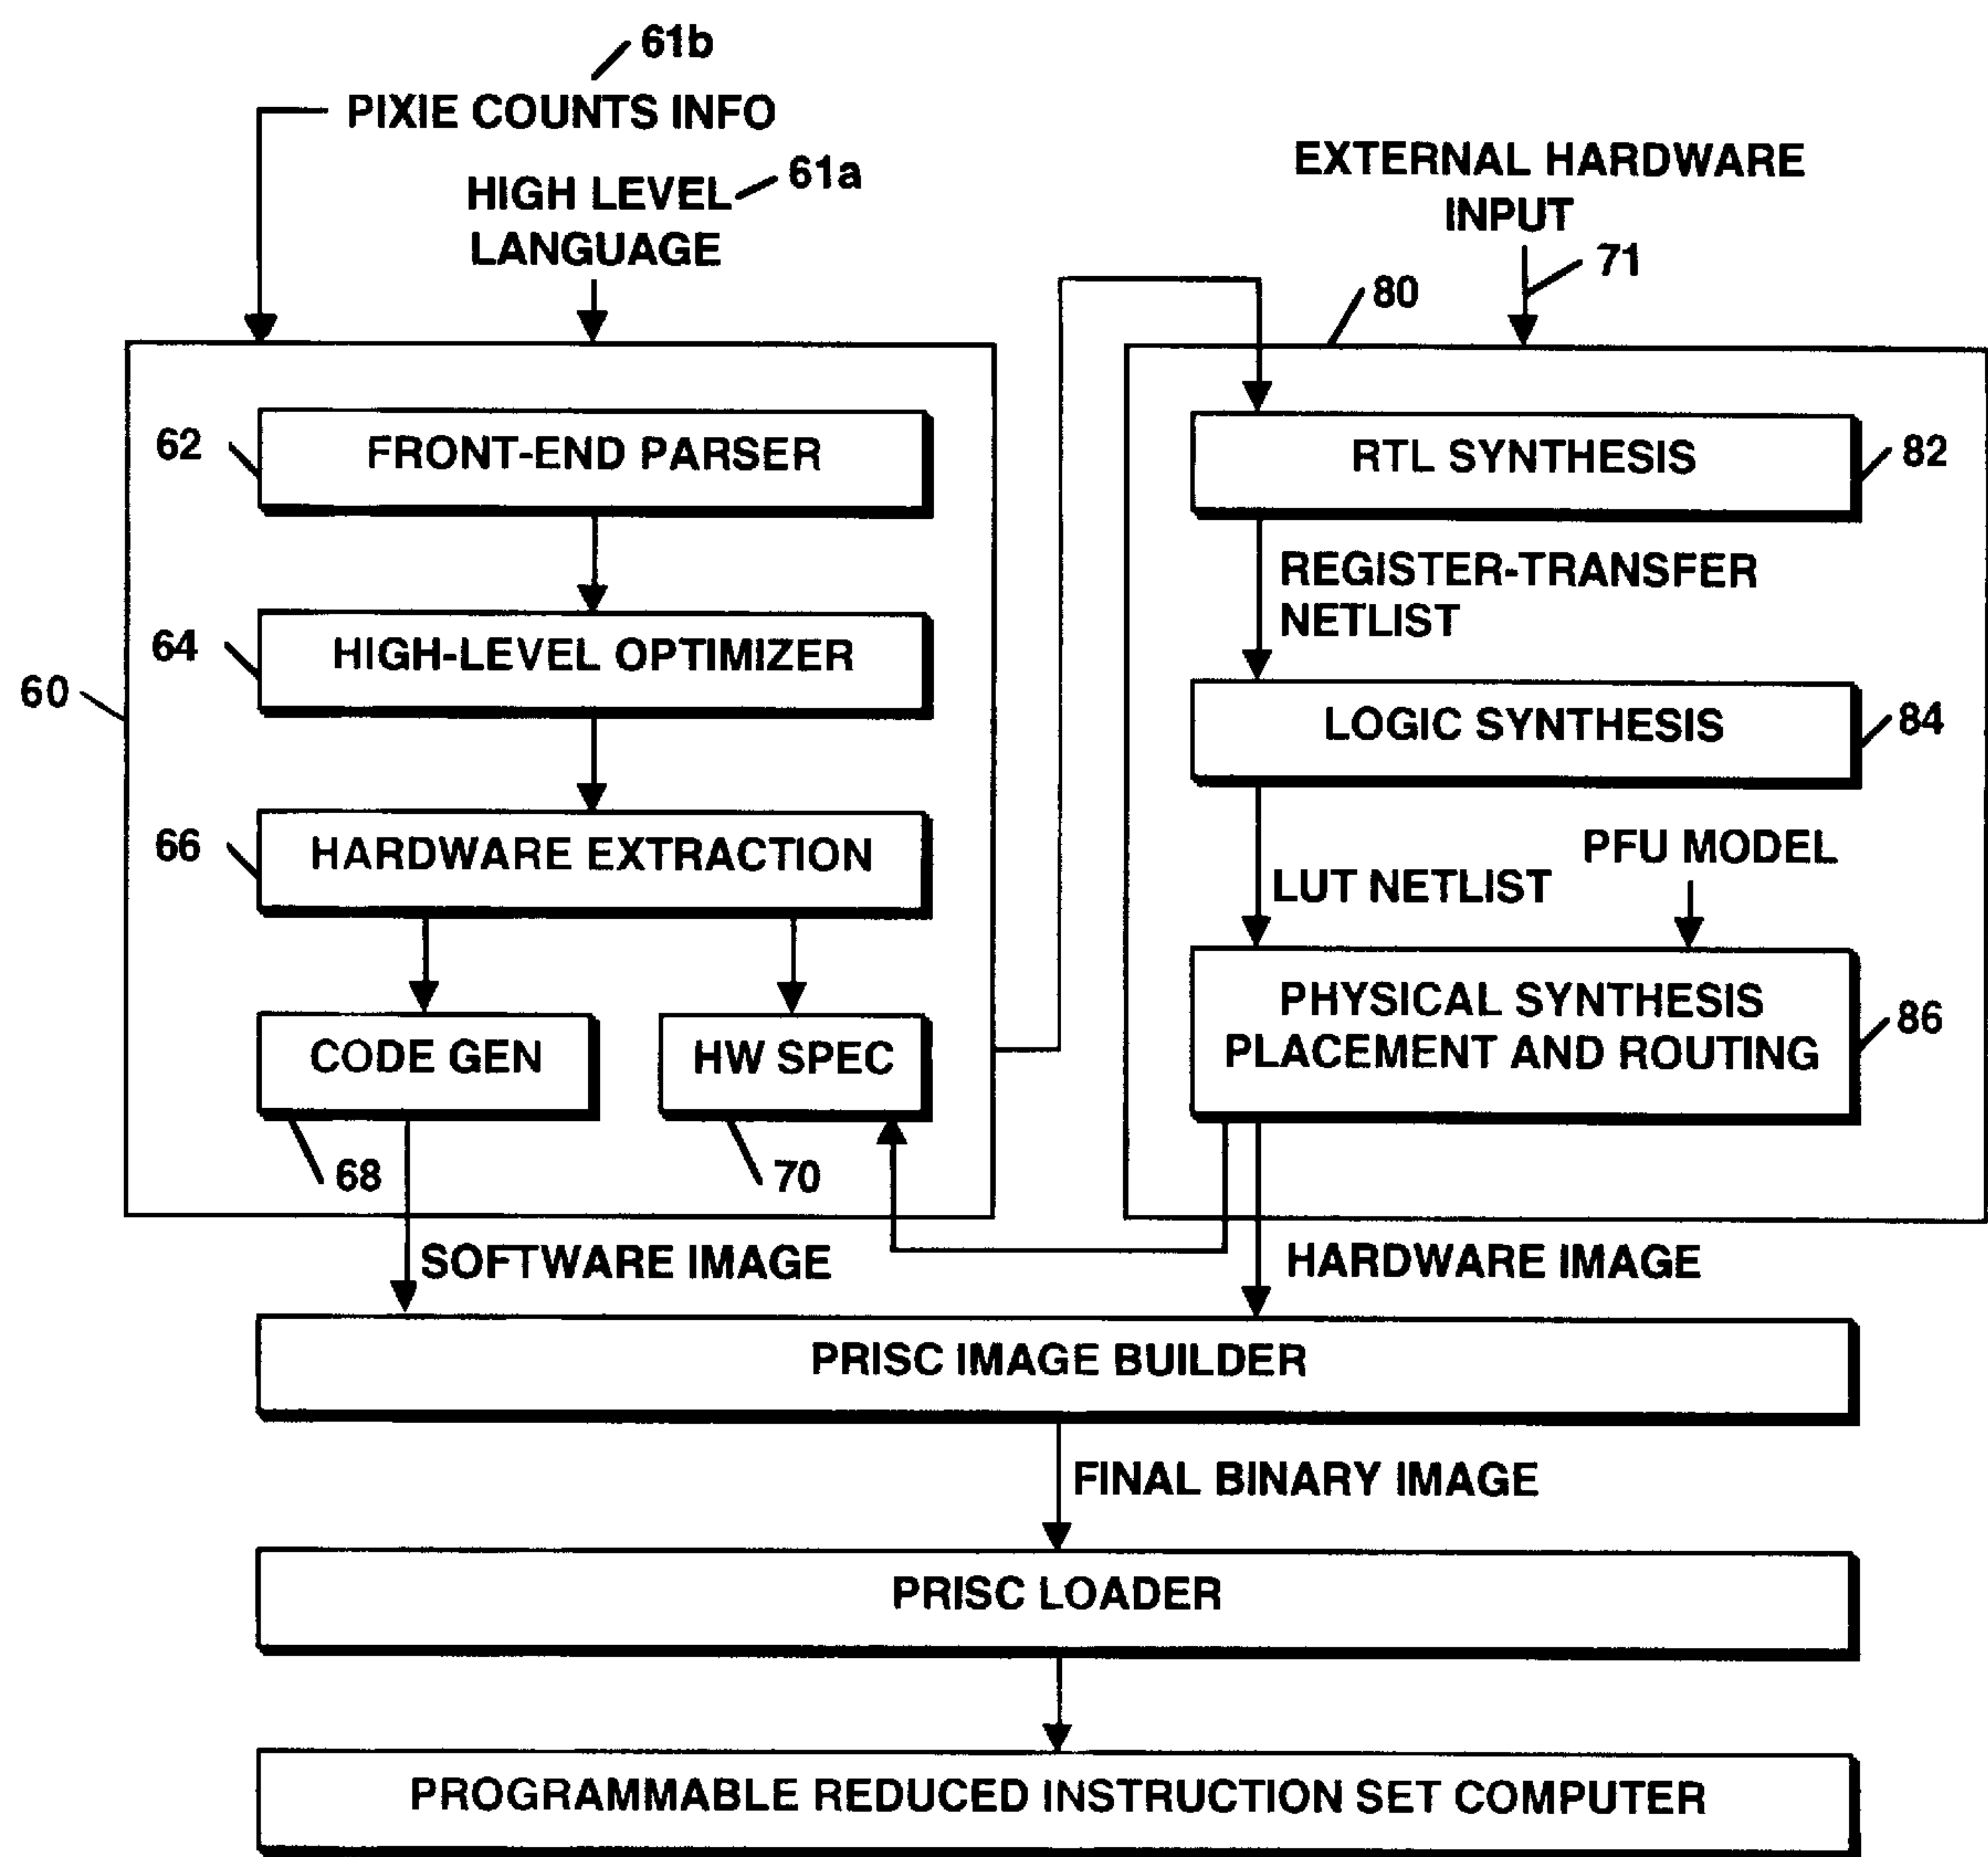 61b
PIXIE COUNTS INFO
61a
HIGH LEVEL
LANGUAGE
EXTERNAL HARDWARE
INPUT
71
80
60
62
FRONT-END PARSER
64
HIGH-LEVEL OPTIMIZER
66
HARDWARE EXTRACTION
CODE GEN
HW SPEC
68
70
RTL SYNTHESIS
82
REGISTER-TRANSFER
NETLIST
LOGIC SYNTHESIS
84
PFU MODEL
LUT NETLIST
PHYSICAL SYNTHESIS
PLACEMENT AND ROUTING
86
SOFTWARE IMAGE
HARDWARE IMAGE
PRISC IMAGE BUILDER
FINAL BINARY IMAGE
PRISC LOADER
PROGRAMMABLE REDUCED INSTRUCTION SET COMPUTER